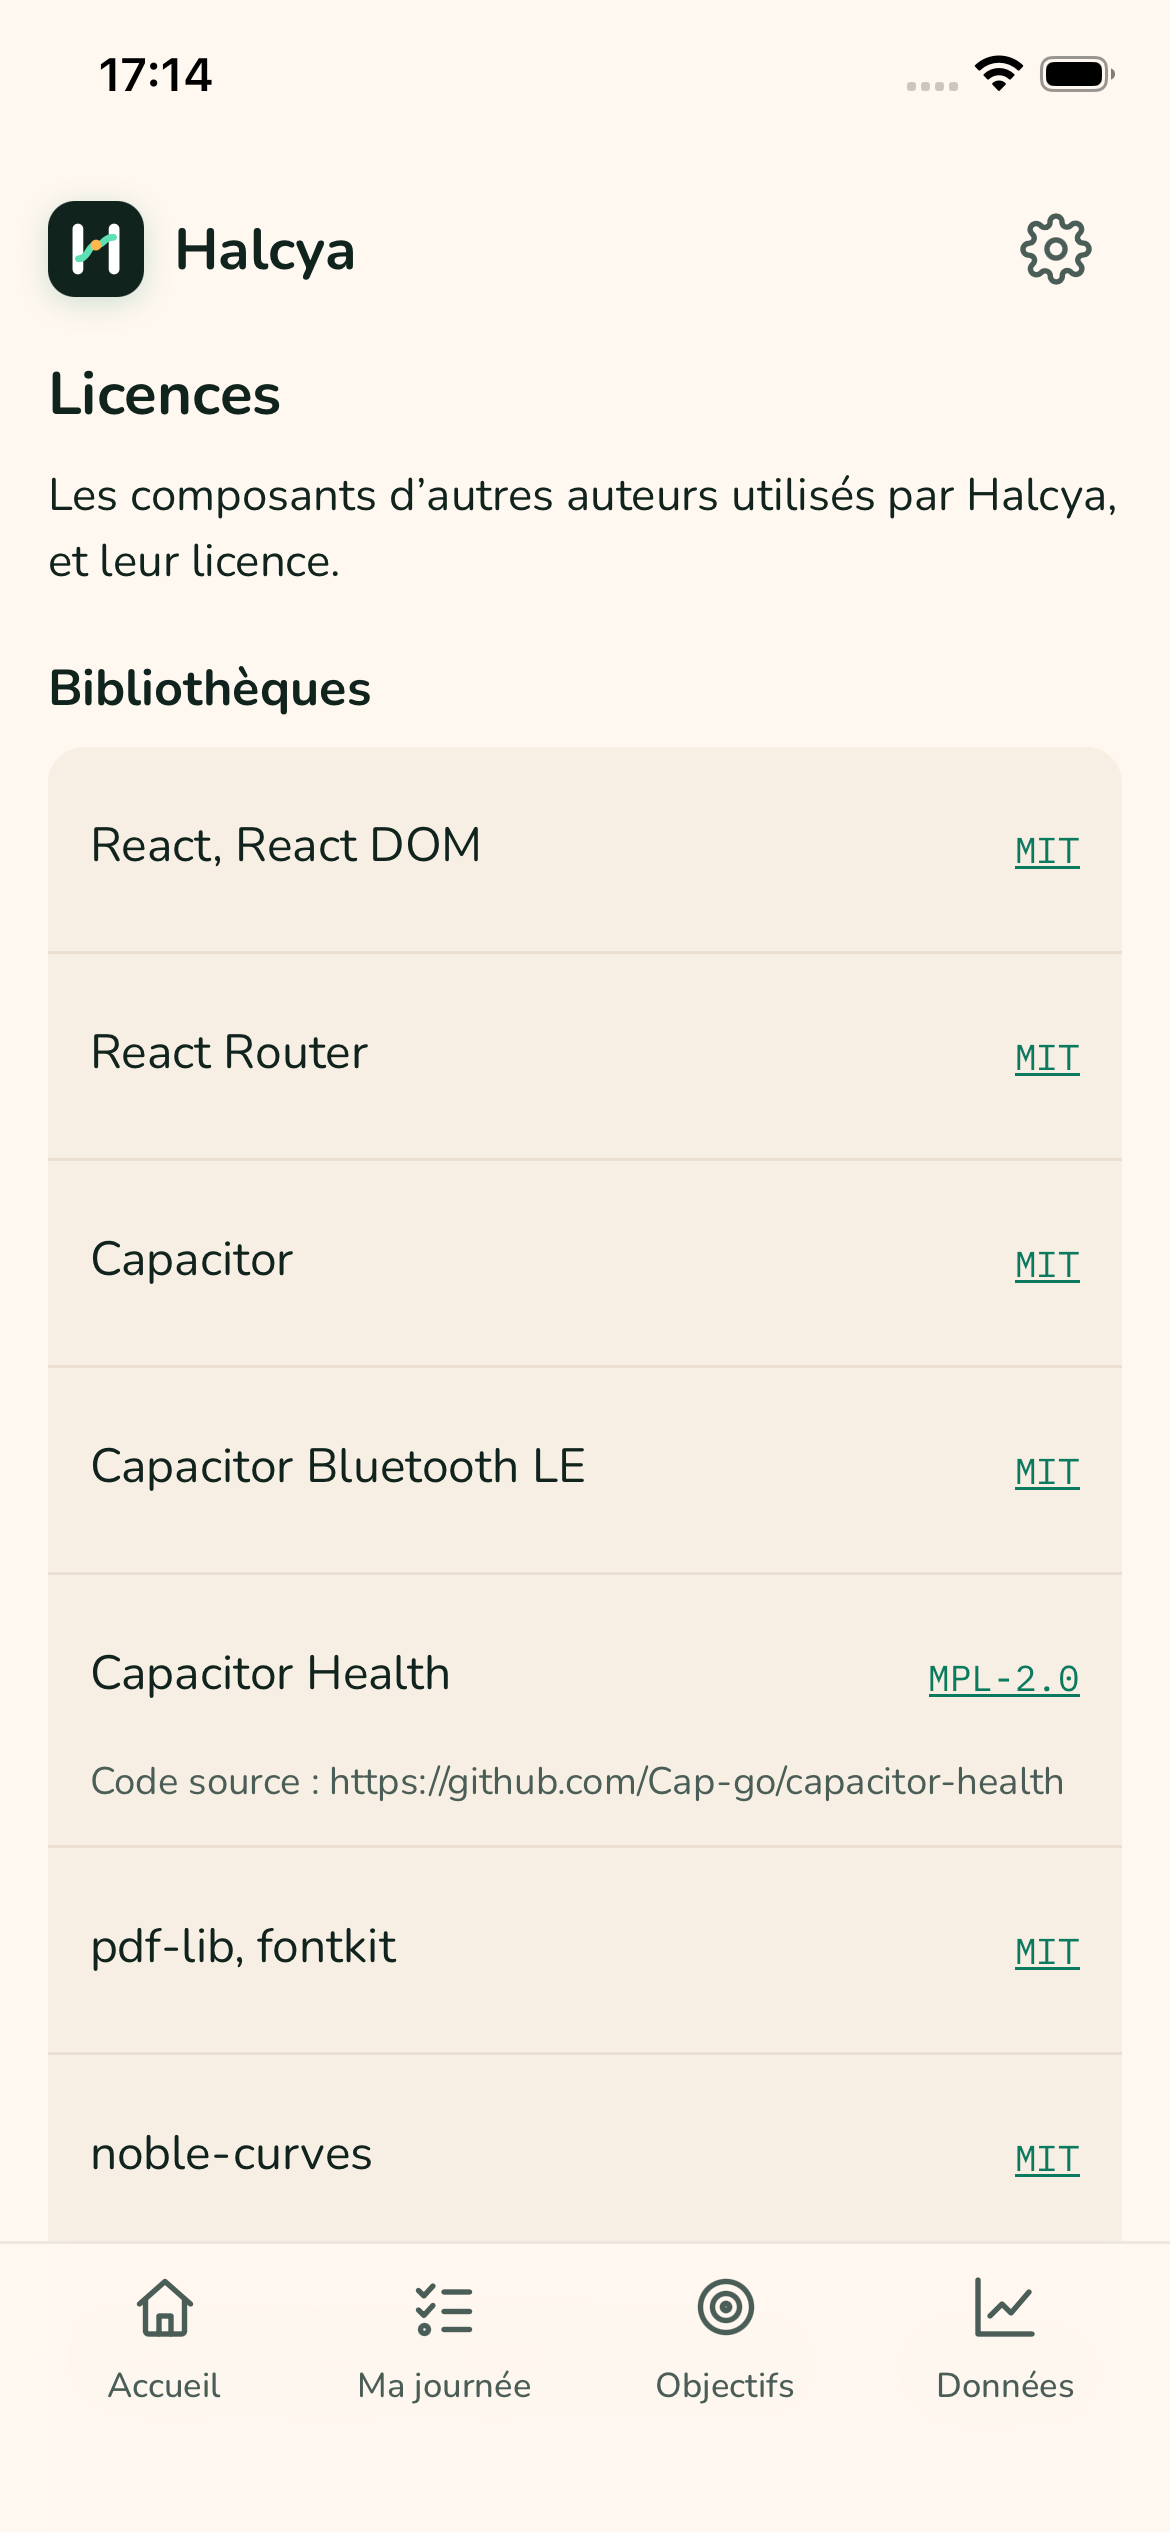 17:14
Halcya
Licences
Les composants d’autres auteurs utilisés par Halcya,
et leur licence.
Bibliothèques
React, React DOM MIT
React Router MIT
Capacitor MIT
Capacitor Bluetooth LE MIT
Capacitor Health MPL-2.0
Code source : https://github.com/Cap-go/capacitor-health
pdf-lib, fontkit MIT
noble-curves MIT
Accueil Ma journée Objectifs Données